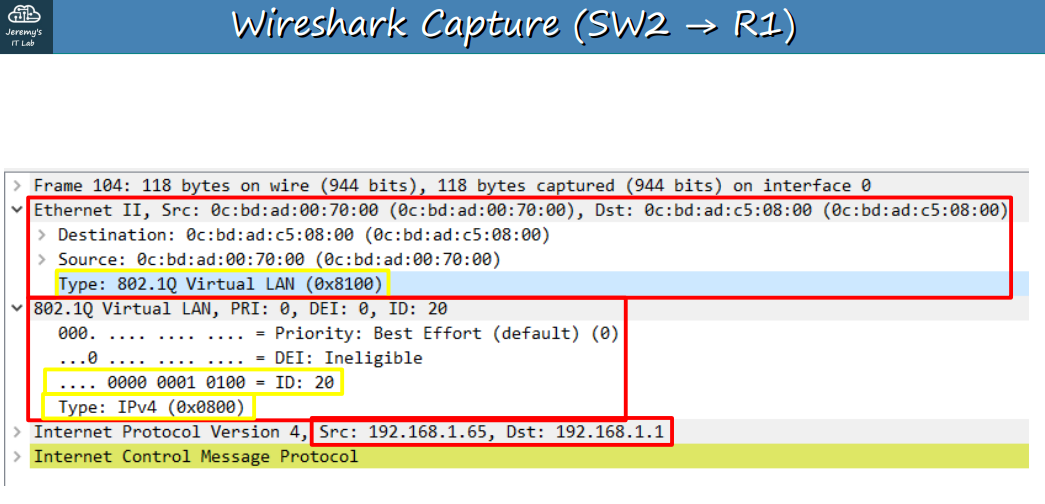 Jeremy's
IT Lab
Wireshark Capture (SW2 → R1)
Frame 104: 118 bytes on wire (944 bits), 118 bytes captured (944 bits) on interface 0
Ethernet II, Src: 0c:bd:ad:00:70:00 (0c:bd:ad:00:70:00), Dst: 0c:bd:ad:c5:08:00 (0c:bd:ad:c5:08:00)
Destination: 0c:bd:ad:c5:08:00 (0c:bd:ad:c5:08:00)
Source: 0c:bd:ad:00:70:00 (0c:bd:ad:00:70:00)
Type: 802.1Q Virtual LAN (0x8100)
802.1Q Virtual LAN, PRI: 0, DEI: 0, ID: 20
000. .... .... .... = Priority: Best Effort (default) (0)
...0 .... .... .... = DEI: Ineligible
.... 0000 0001 0100 = ID: 20
Type: IPv4 (0x0800)
Internet Protocol Version 4, Src: 192.168.1.65, Dst: 192.168.1.1
Internet Control Message Protocol